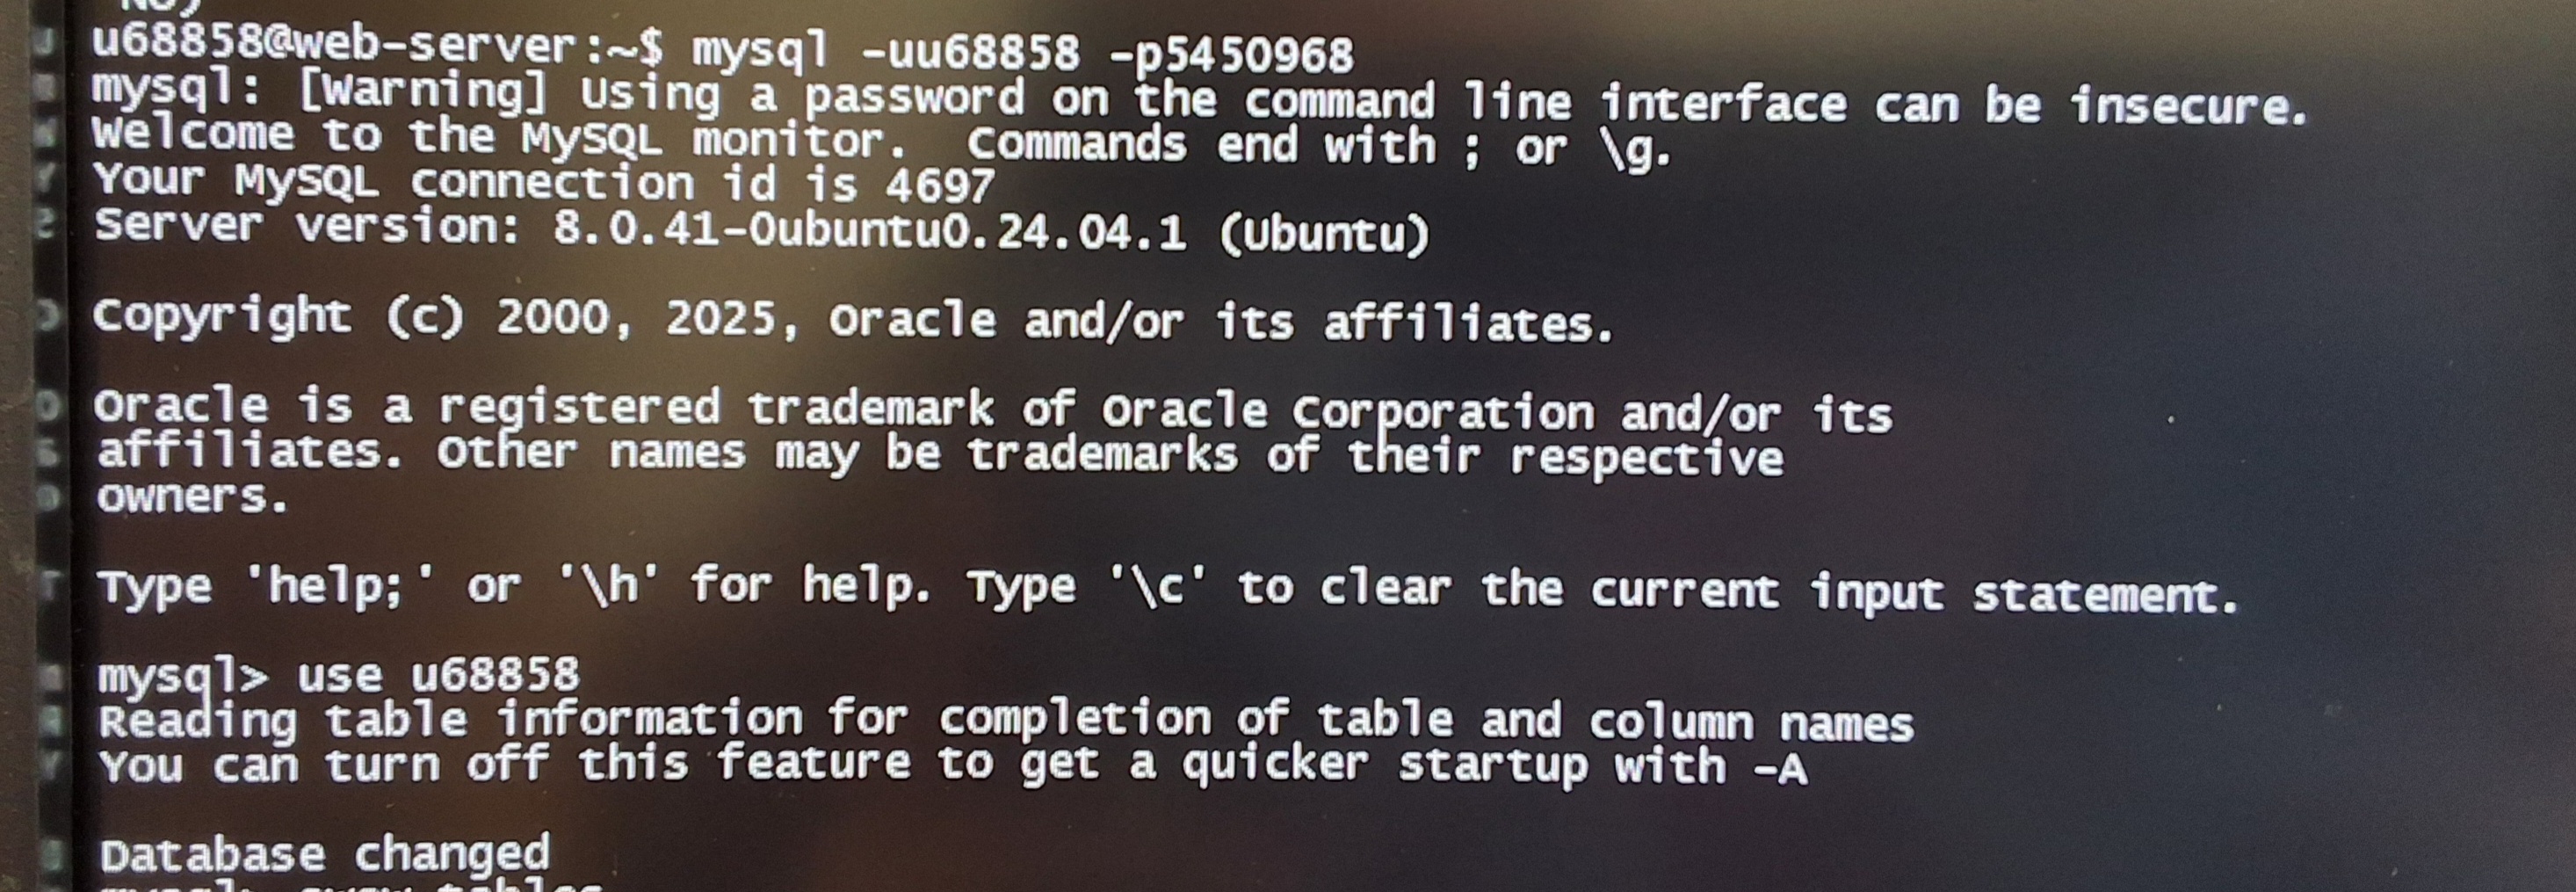 u68858@web-server:~$ mysql -uu68858 -p5450968
mysql: [Warning] Using a password on the command line interface can be insecure.
Welcome to the MySQL monitor.  Commands end with ; or \g.
Your MySQL connection id is 4697
Server version: 8.0.41-0ubuntu0.24.04.1 (Ubuntu)
Copyright (c) 2000, 2025, Oracle and/or its affiliates.
Oracle is a registered trademark of Oracle Corporation and/or its
affiliates. Other names may be trademarks of their respective
owners.
Type 'help;' or '\h' for help. Type '\c' to clear the current input statement.
mysql> use u68858
Reading table information for completion of table and column names
You can turn off this feature to get a quicker startup with -A
Database changed